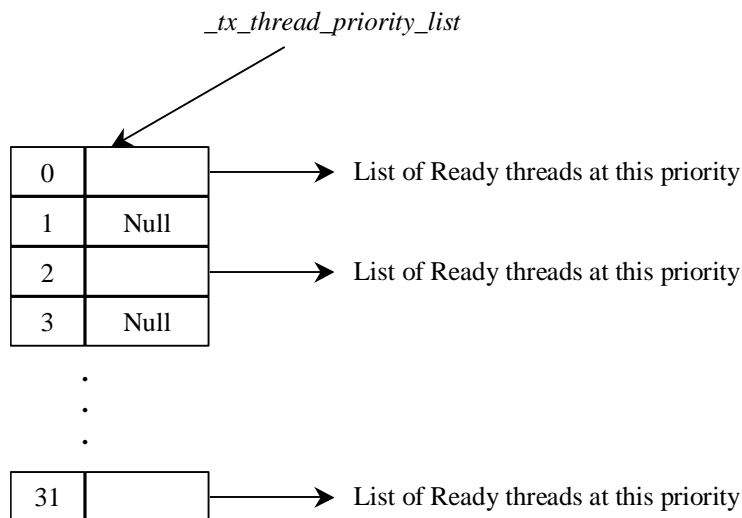 _tx_thread_priority_list
0 List of Ready threads at this priority
1 Null
2 List of Ready threads at this priority
3 Null
.
.
.
31 List of Ready threads at this priority